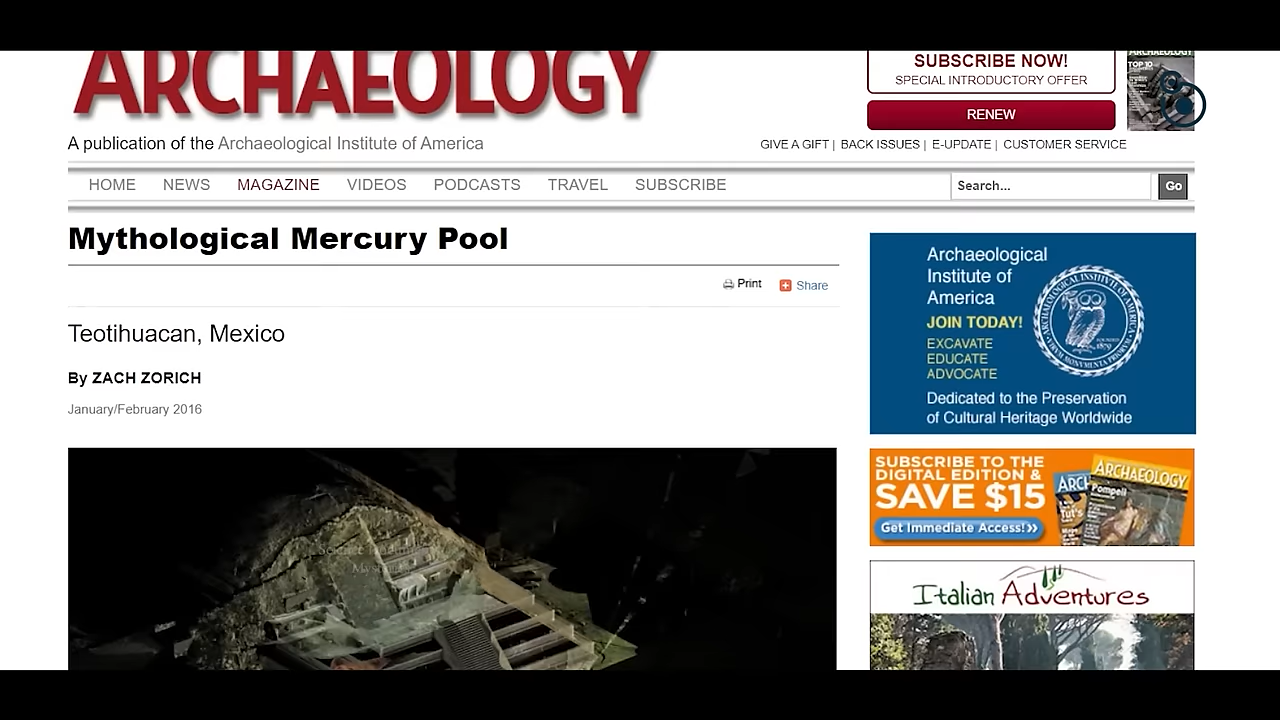 ARCHAEOLOGY
SUBSCRIBE NOW!
SPECIAL INTRODUCTORY OFFER
RENEW
ARCHAEOLOGY
TOP 10
A publication of the Archaeological Institute of America
GIVE A GIFT | BACK ISSUES | E-UPDATE | CUSTOMER SERVICE
HOME NEWS MAGAZINE VIDEOS PODCASTS TRAVEL SUBSCRIBE
Search...
Go
Mythological Mercury Pool
Print
Share
Teotihuacan, Mexico
By ZACH ZORICH
January/February 2016
Archaeological
Institute of
America
JOIN TODAY!
EXCAVATE
EDUCATE
ADVOCATE
Dedicated to the Preservation
of Cultural Heritage Worldwide
SUBSCRIBE TO THE
DIGITAL EDITION &
SAVE $15
Get Immediate Access!
ARCHAEOLOGY
Pompeii
Italian Adventures